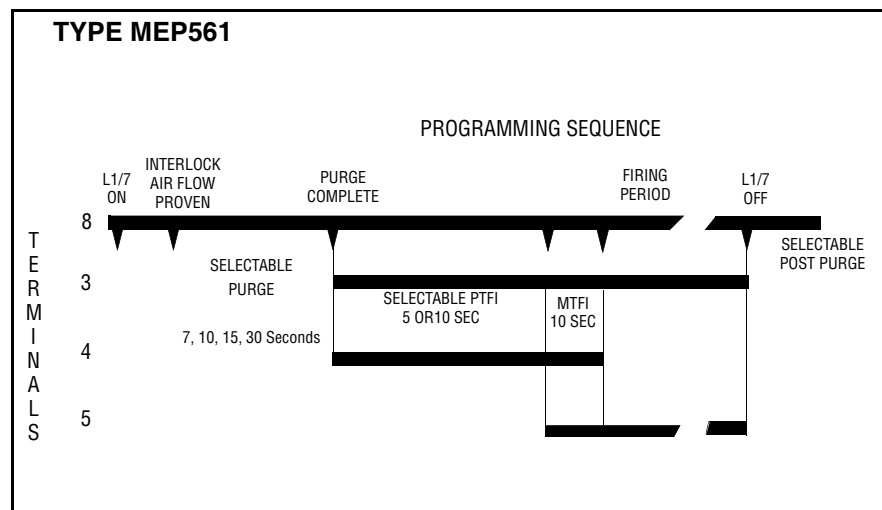 TYPE MEP561
PROGRAMMING SEQUENCE
L1/7
ON
INTERLOCK
AIR FLOW
PROVEN
PURGE
COMPLETE
FIRING
PERIOD
L1/7
OFF
TERMINALS
8
SELECTABLE
POST PURGE
3
SELECTABLE
PURGE
SELECTABLE PTFI
5 OR10 SEC
MTFI
10 SEC
7, 10, 15, 30 Seconds
4
5